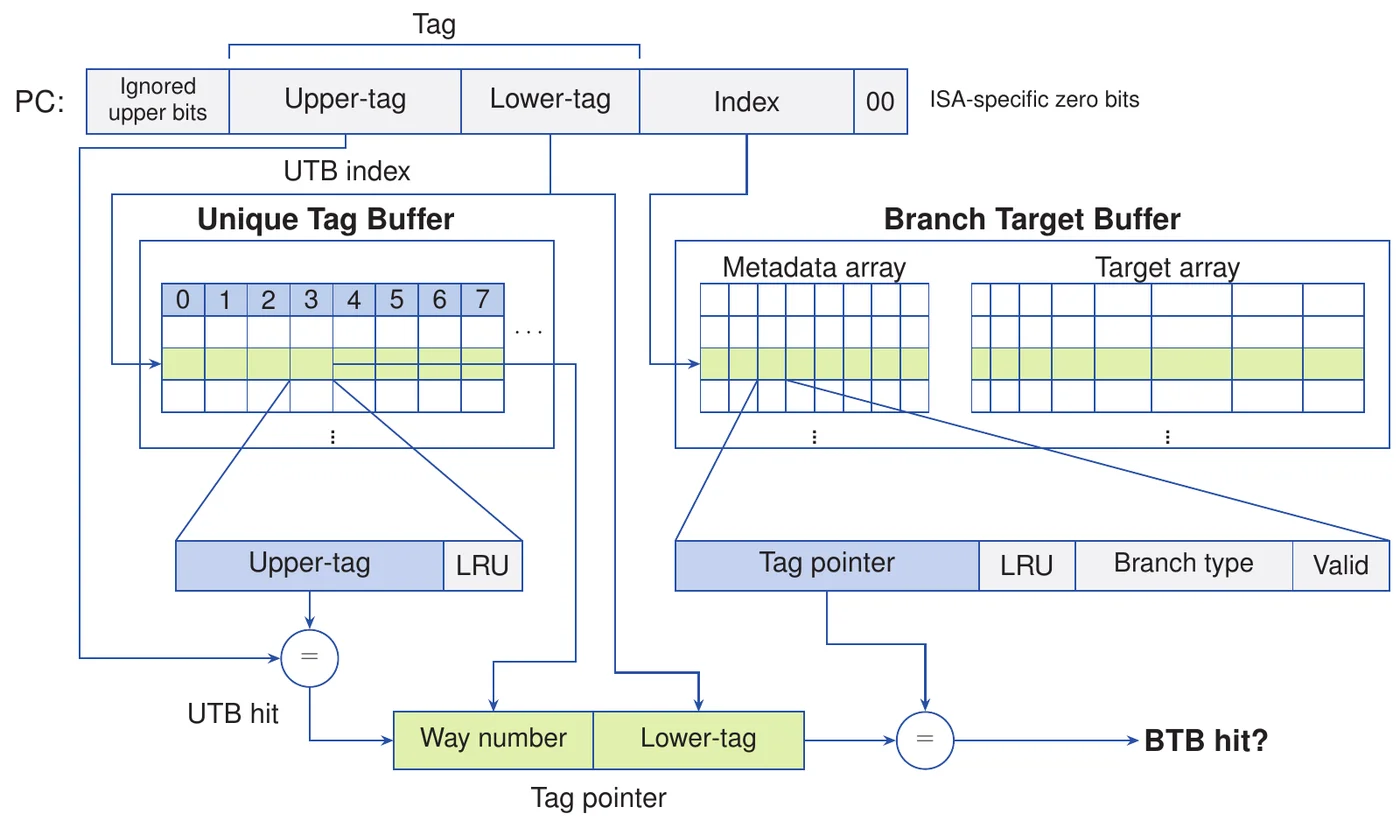 Tag
PC:
Ignored
upper bits
Upper-tag
Lower-tag
Index
00
ISA-specific zero bits
UTB index
Unique Tag Buffer
Branch Target Buffer
Metadata array
Target array
0 1 2 3 4 5 6 7
...
⋮
⋮
⋮
Upper-tag
LRU
Tag pointer
LRU
Branch type
Valid
=
UTB hit
Way number
Lower-tag
=
BTB hit?
Tag pointer